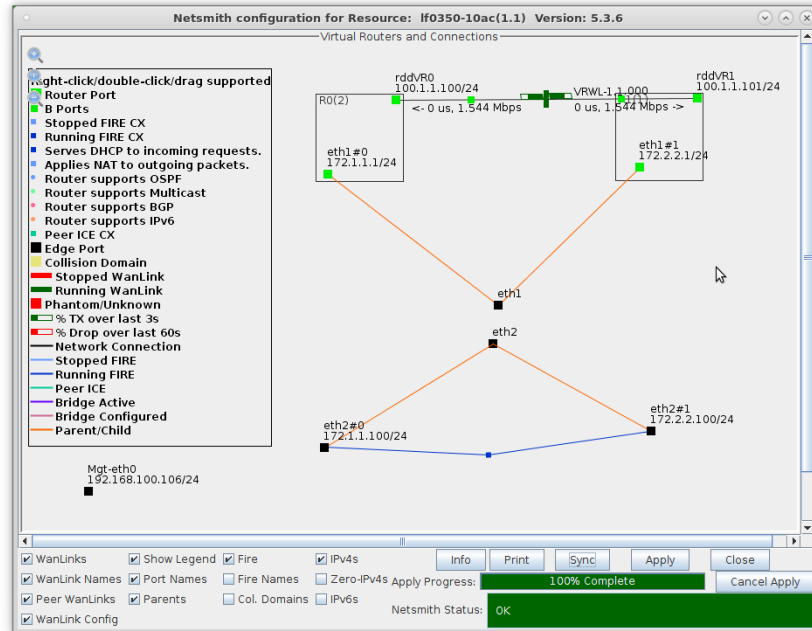 Netsmith configuration for Resource:  lf0350-10ac(1.1)  Version: 5.3.6
Virtual Routers and Connections
Right-click/double-click/drag supported
Router Port
B Ports
Stopped FIRE CX
Running FIRE CX
Serves DHCP to incoming requests.
Applies NAT to outgoing packets.
Router supports OSPF
Router supports Multicast
Router supports BGP
Router supports IPv6
Peer ICE CX
Edge Port
Collision Domain
Stopped WanLink
Running WanLink
Phantom/Unknown
% TX over last 3s
% Drop over last 60s
Network Connection
Stopped FIRE
Running FIRE
Peer ICE
Bridge Active
Bridge Configured
Parent/Child
rddVR0
100.1.1.100/24
R0(2)
<- 0 us, 1.544 Mbps
VRWL-1.1.000
0 us, 1.544 Mbps ->
rddVR1
100.1.1.101/24
eth1#0
172.1.1.1/24
eth1#1
172.2.2.1/24
eth1
eth2
eth2#0
172.1.1.100/24
eth2#1
172.2.2.100/24
Mgt-eth0
192.168.100.106/24
WanLinks
Show Legend
Fire
IPv4s
Info
Print
Sync
Apply
Close
WanLink Names
Port Names
Fire Names
Zero-IPv4s
Apply Progress:
100% Complete
Cancel Apply
Peer WanLinks
Parents
Col. Domains
IPv6s
Netsmith Status:
OK
WanLink Config